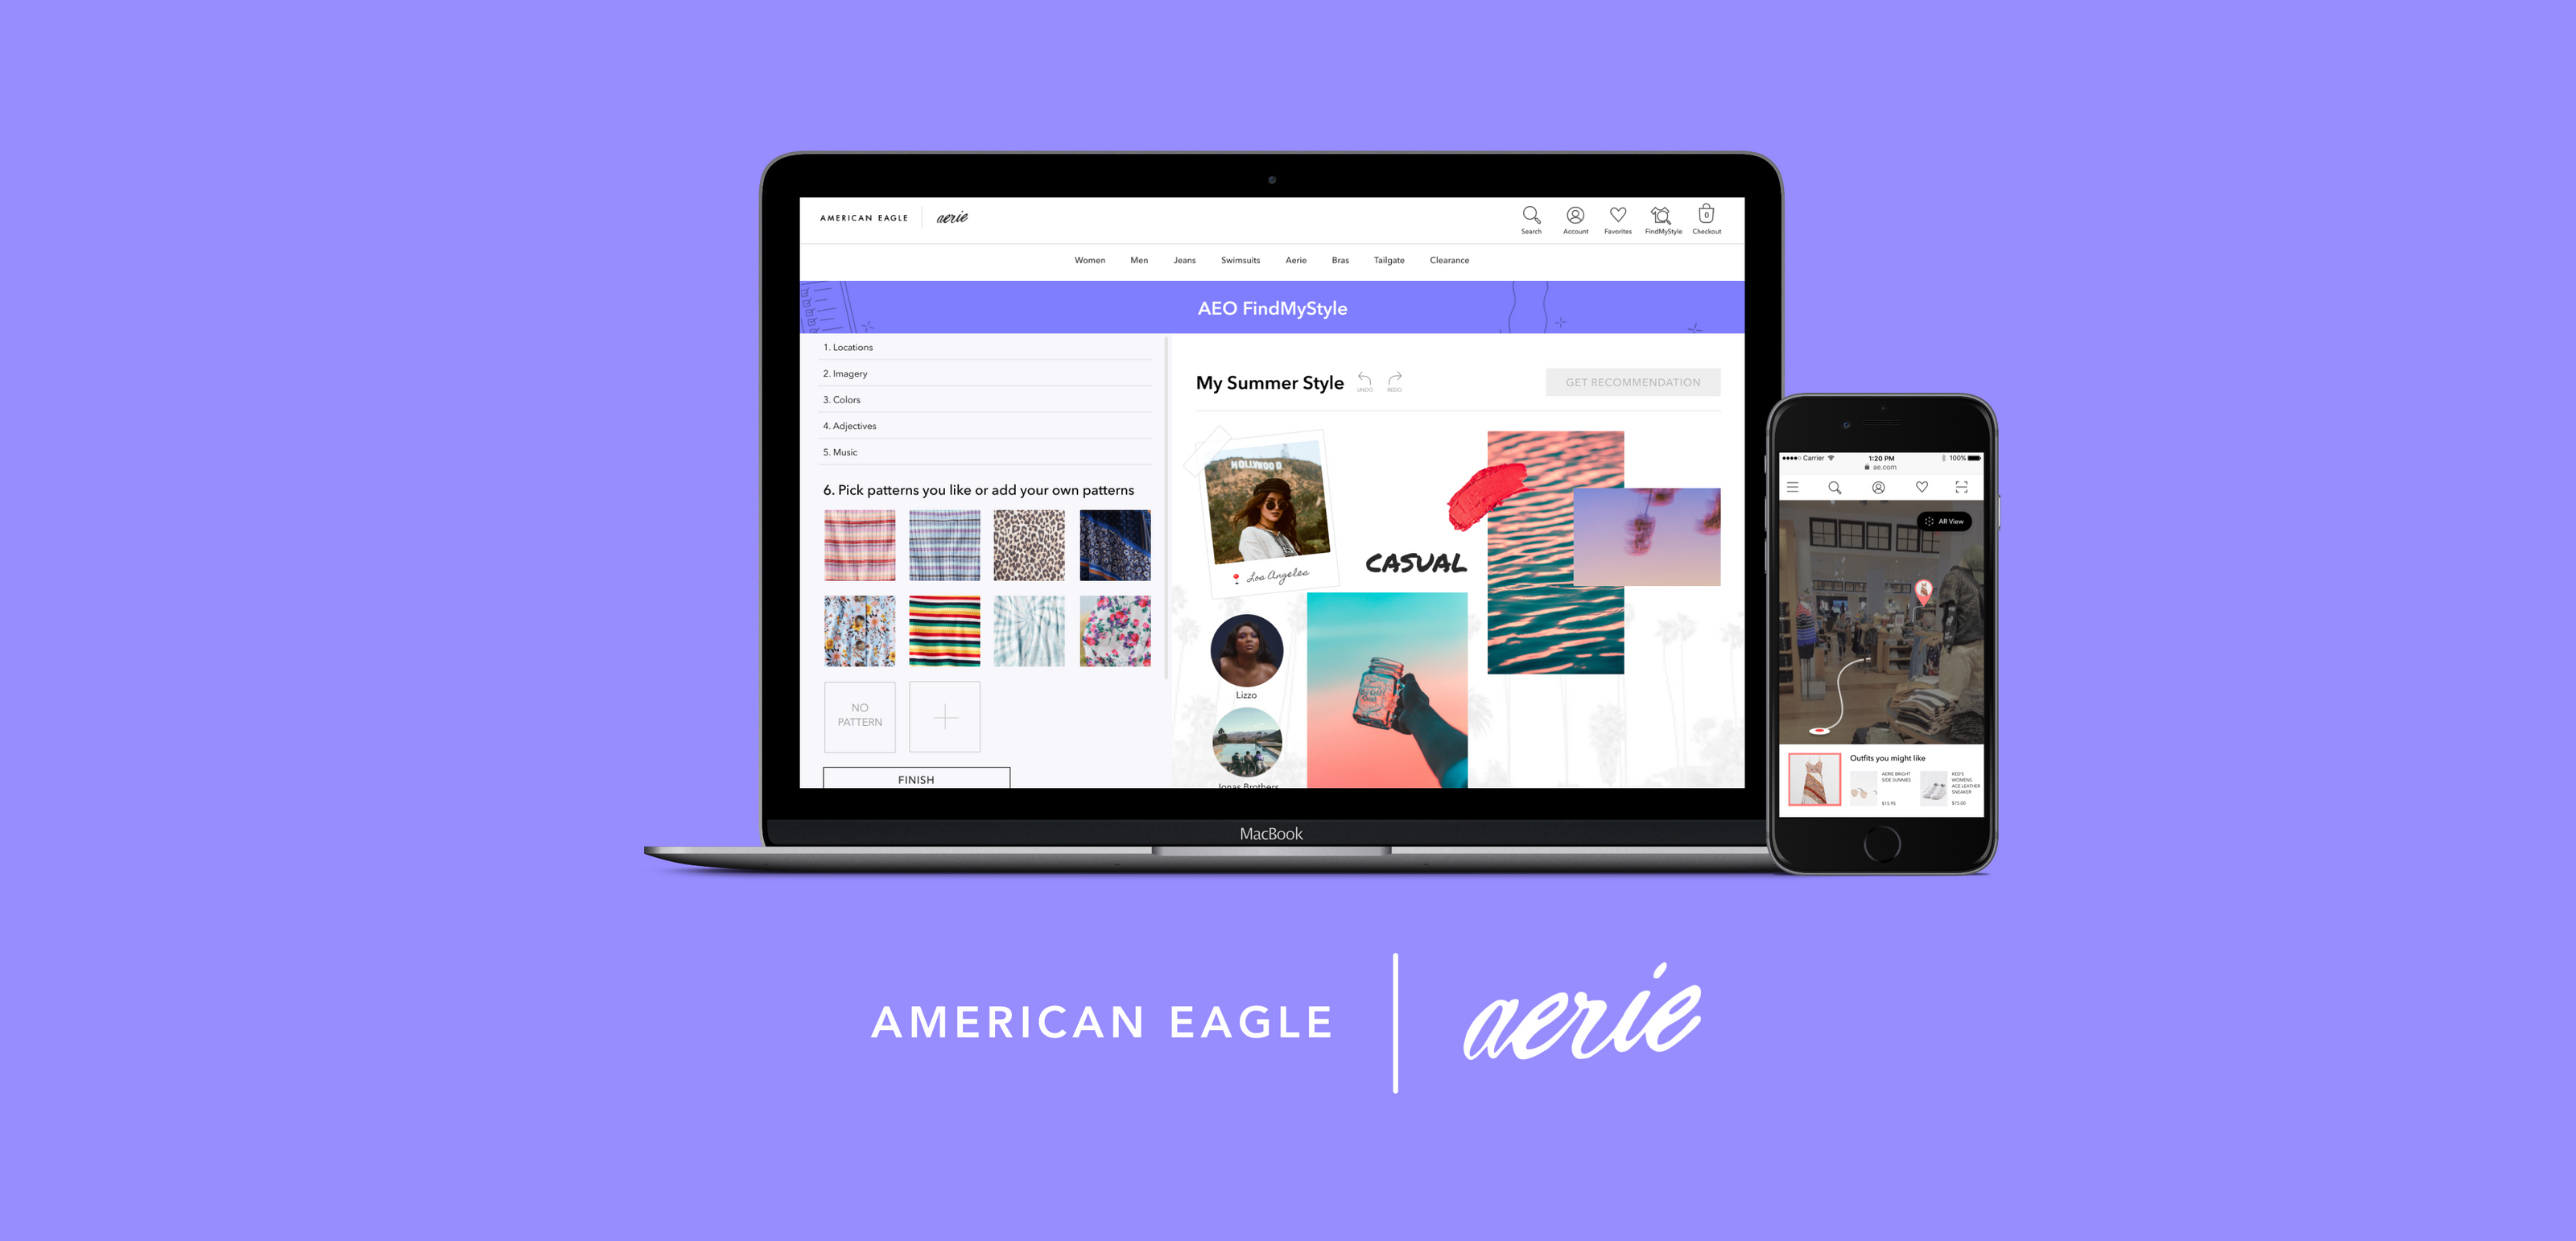 AMERICAN EAGLE
aerie
Search
Account
Favorites
FindMyStyle
0
Checkout
Women
Men
Jeans
Swimsuits
Aerie
Bras
Tailgate
Clearance
AEO FindMyStyle
1. Locations
2. Imagery
3. Colors
4. Adjectives
5. Music
6. Pick patterns you like or add your own patterns
NO
PATTERN
FINISH
My Summer Style
UNDO
REDO
GET RECOMMENDATION
HOLLYWOOD
Los Angeles
CASUAL
Lizzo
Jonas Brothers
MacBook
Carrier
1:20 PM
100%
ae.com
AR View
Outfits you might like
AERIE BRIGHT
SIDE SUNNIES
$15.95
KED'S
WOMENS
ACE LEATHER
SNEAKER
$75.00
AMERICAN EAGLE
aerie